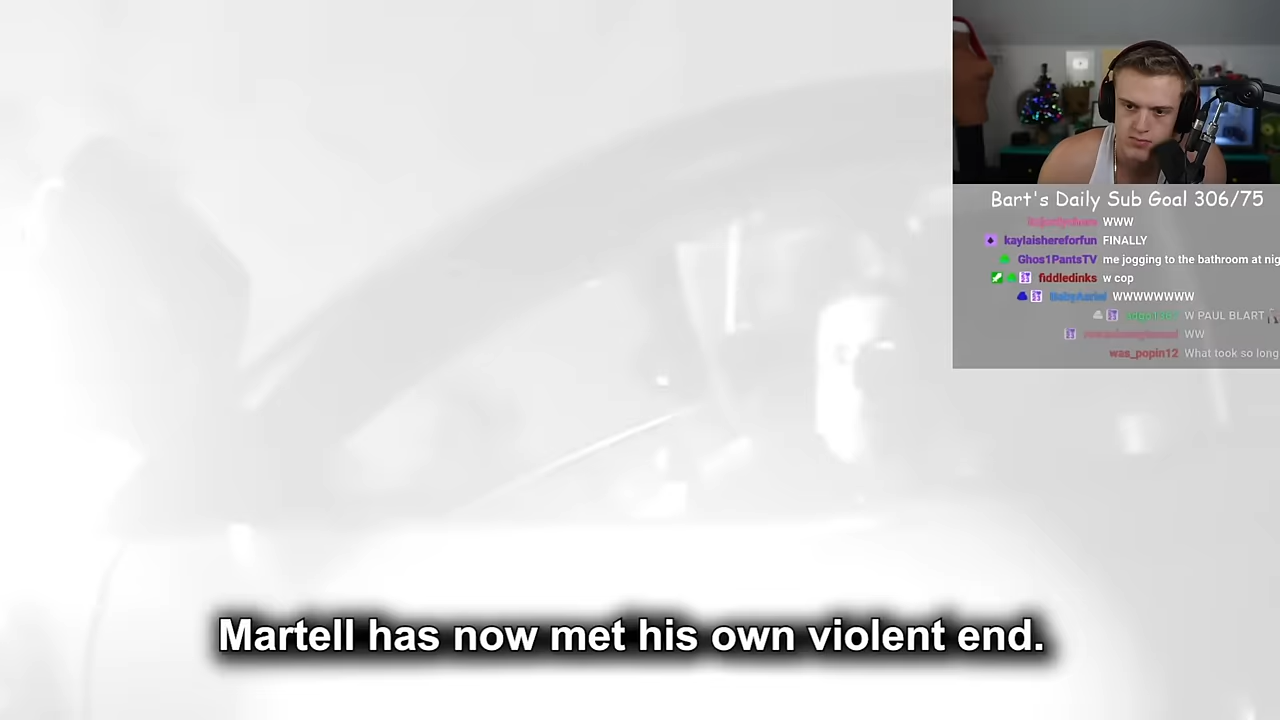 Bart's Daily Sub Goal 306/75
WWW
kaylaishereforfun FINALLY
Ghos1PantsTV me jogging to the bathroom at nig
fiddledinks w cop
BabyAariel WWWWWWWW
W PAUL BLART
WW
was_popin12 What took so long
Martell has now met his own violent end.